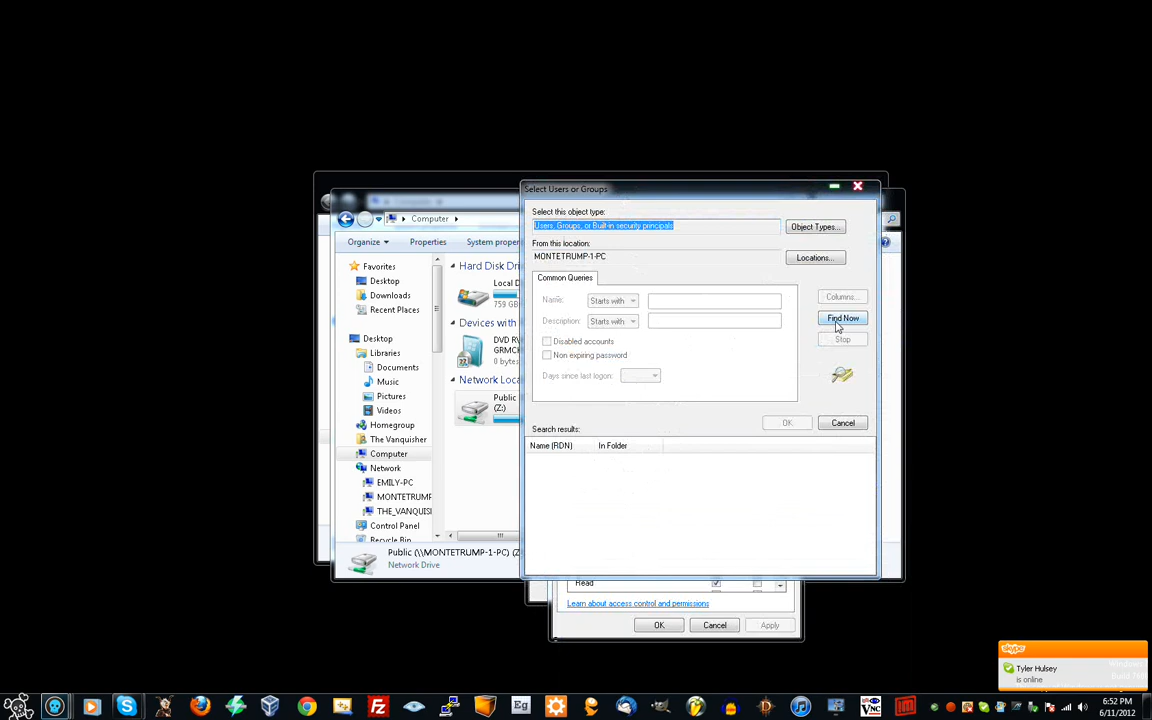 Select Users or Groups
Select this object type:
Users, Groups, or Built-in security principals
Object Types...
From this location:
MONTETRUMP-1-PC
Locations...
Common Queries
Name:
Starts with
Description:
Starts with
Disabled accounts
Non expiring password
Days since last logon:
Columns...
Find Now
Stop
OK
Cancel
Search results:
Name (RDN)
In Folder
Computer
Organize
Properties
System proper
Favorites
Desktop
Downloads
Recent Places
Desktop
Libraries
Documents
Music
Pictures
Videos
Homegroup
The Vanquisher
Computer
Network
EMILY-PC
MONTETRUMP
THE_VANQUIS
Control Panel
Recycle Bin
Hard Disk Dri
Local D
759 GB
Devices with
DVD RV
GRMCH
0 bytes
Network Loca
Public
(Z:)
Public (\\MONTETRUMP-1-PC) (Z
Network Drive
Read
Learn about access control and permissions
OK
Cancel
Apply
skype
Tyler Hulsey
is online
Eg
6:52 PM
6/11/2012